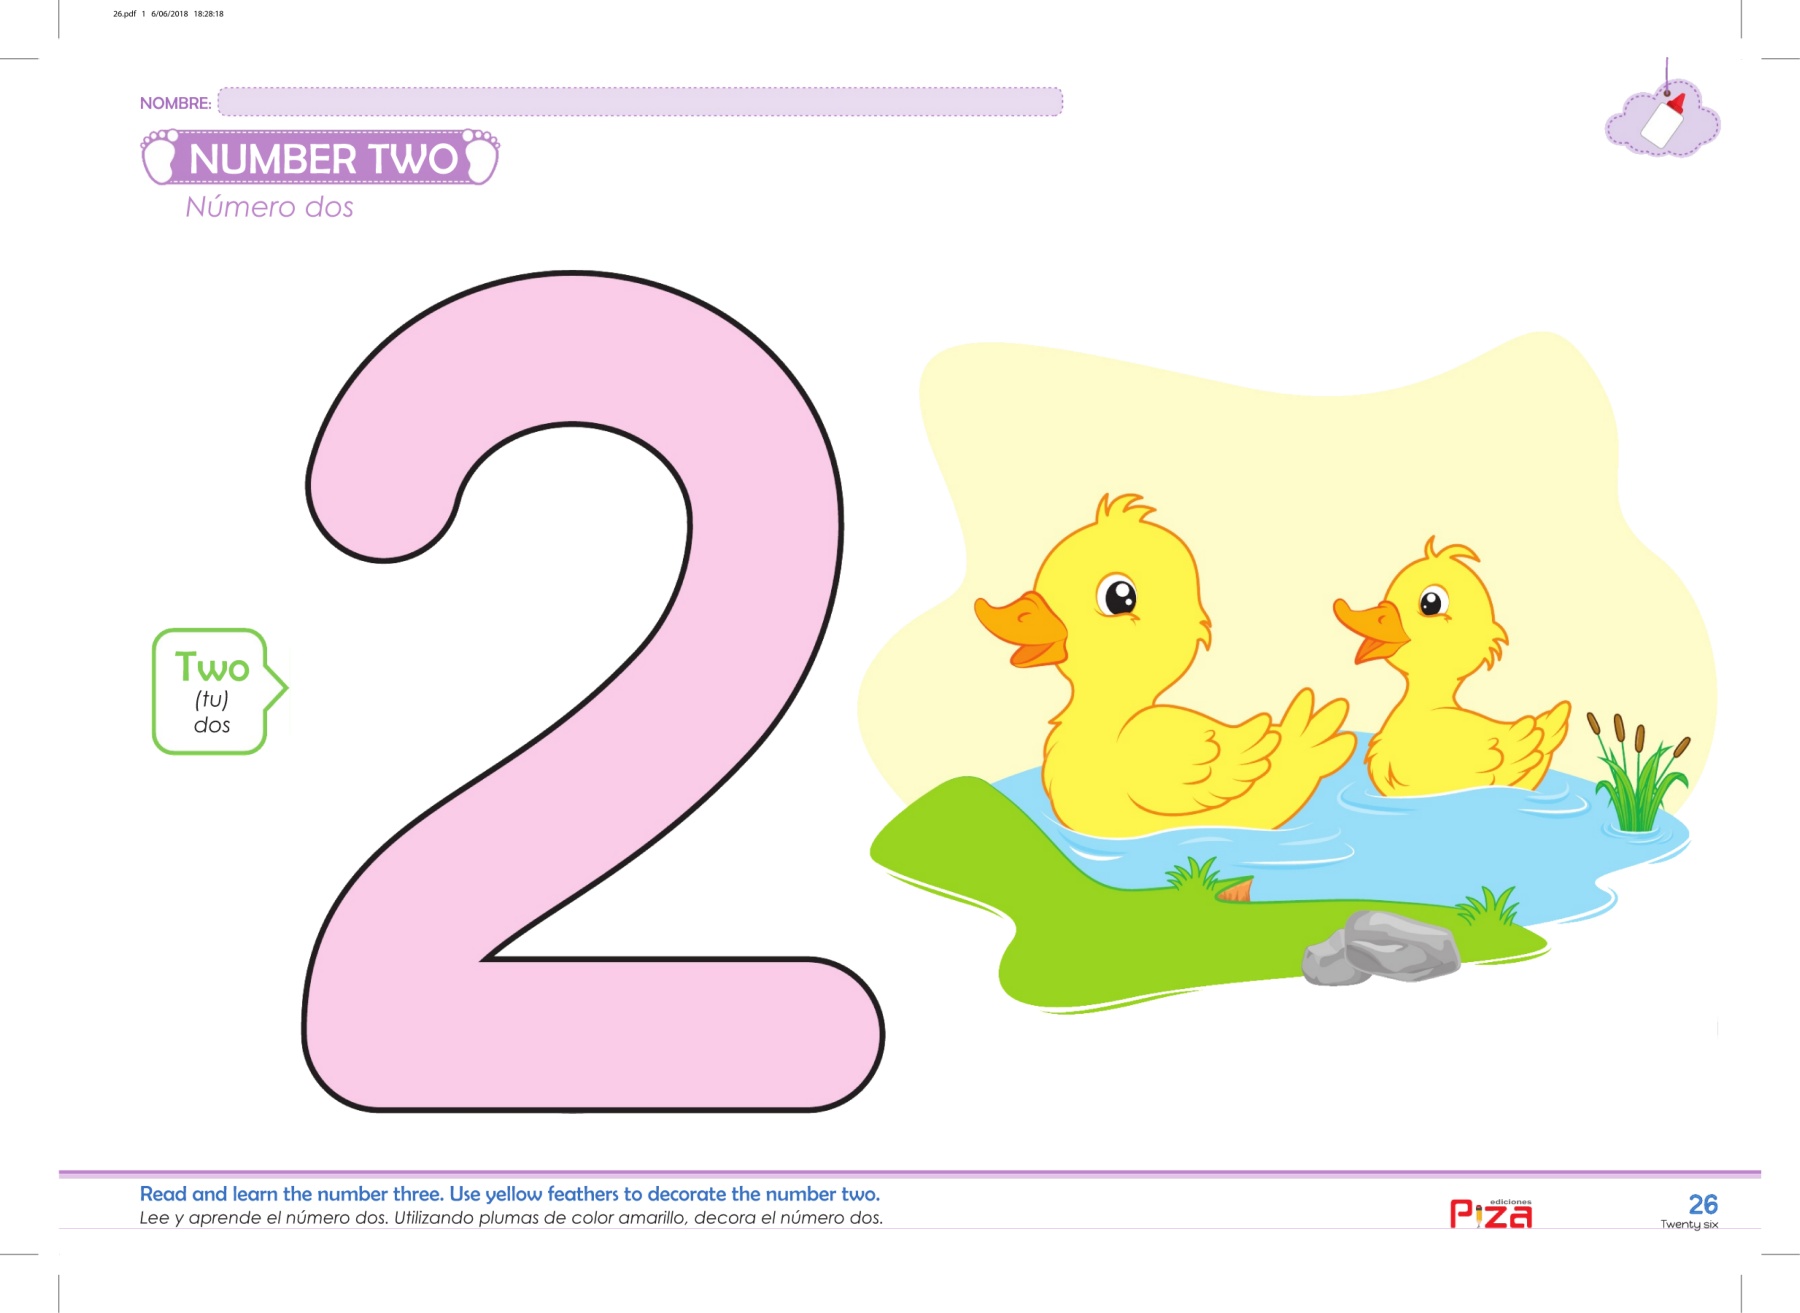 26.pdf 1 6/06/2018 18:28:18
NOMBRE:
NUMBER TWO
Número dos
Two
(tu)
dos
Read and learn the number three. Use yellow feathers to decorate the number two.
Lee y aprende el número dos. Utilizando plumas de color amarillo, decora el número dos.
ediciones
Piza
26
Twenty six